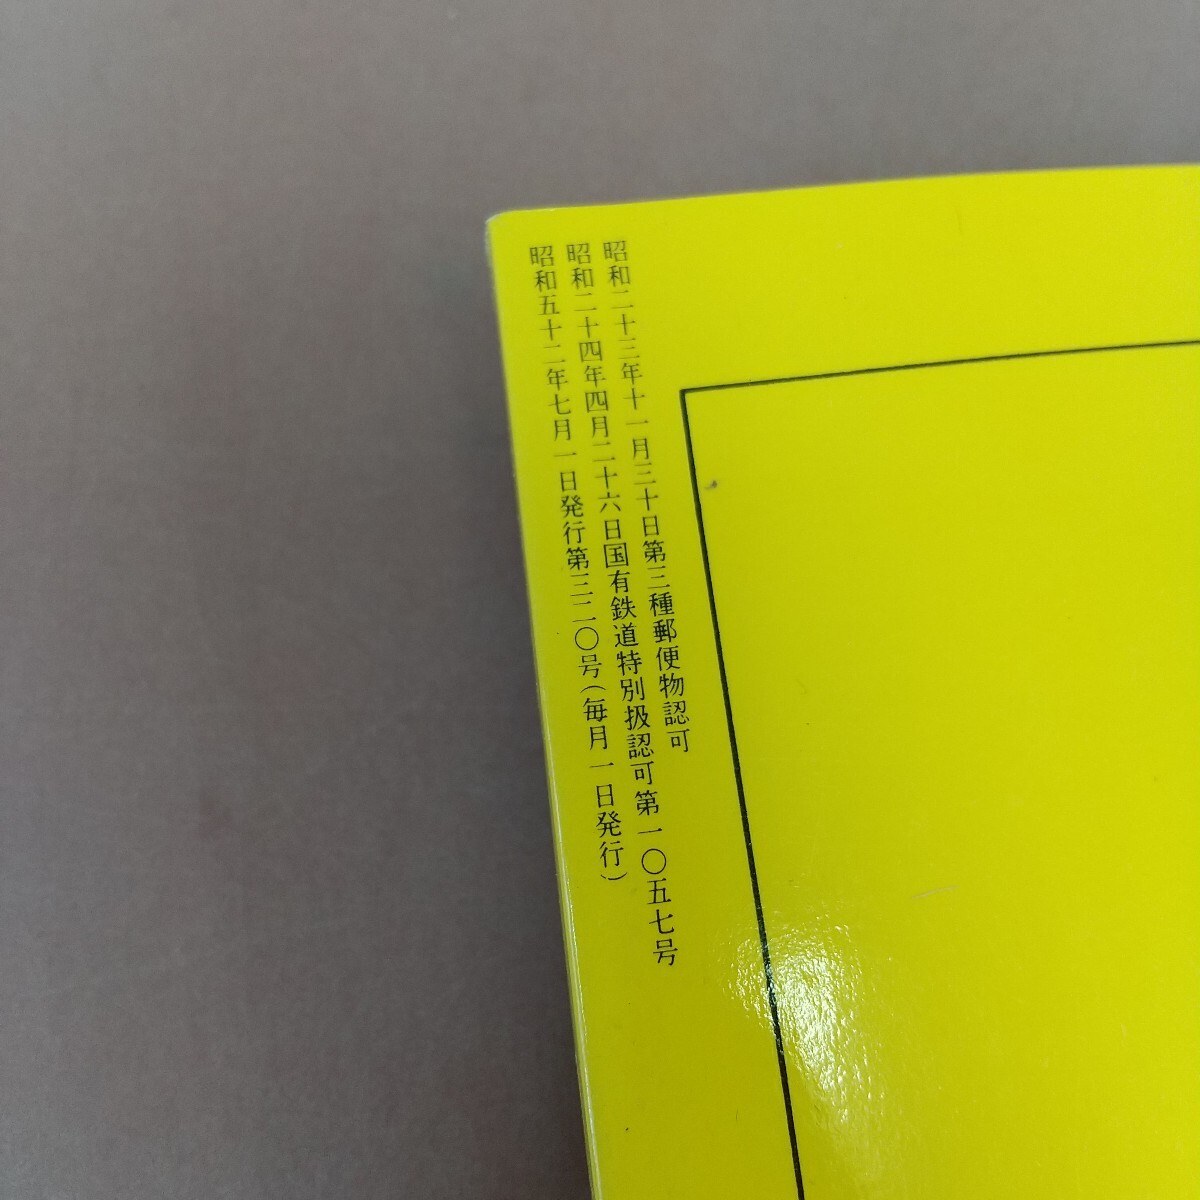 昭和二十三年十一月三十日第三種郵便物認可
昭和二十四年四月二十六日国有鉄道特別扱認可第一〇五七号
昭和五十二年七月一日発行第三二〇号(毎月一日発行)